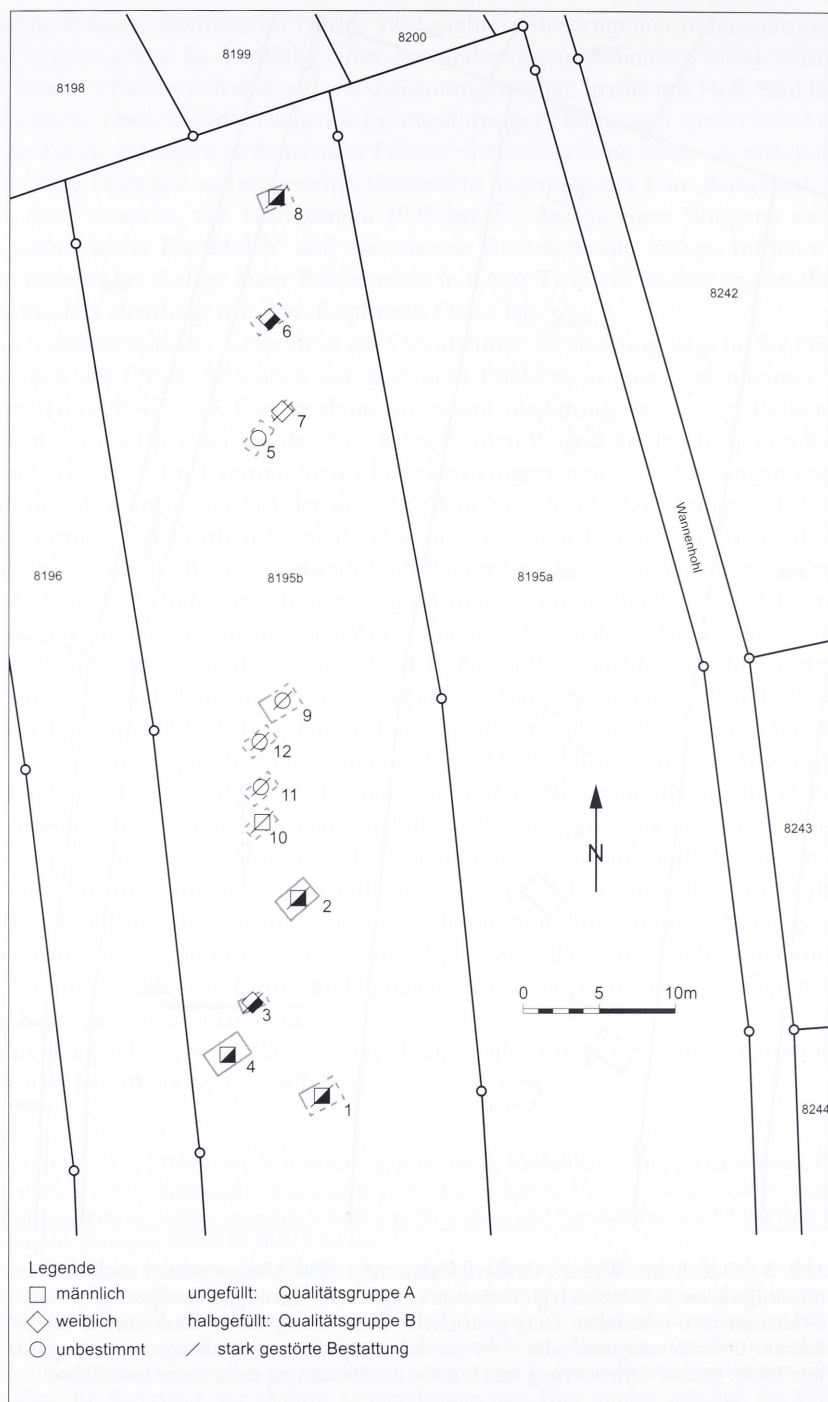 8200
8199
8198
8
8242
6
7
5
Wannenhohl
8196
8195b
8195a
9
12
11
8243
10
N
2
0
5
10m
3
4
1
8244
Legende
männlich
ungefüllt: Qualitätsgruppe A
weiblich
halbgefüllt: Qualitätsgruppe B
unbestimmt
stark gestörte Bestattung